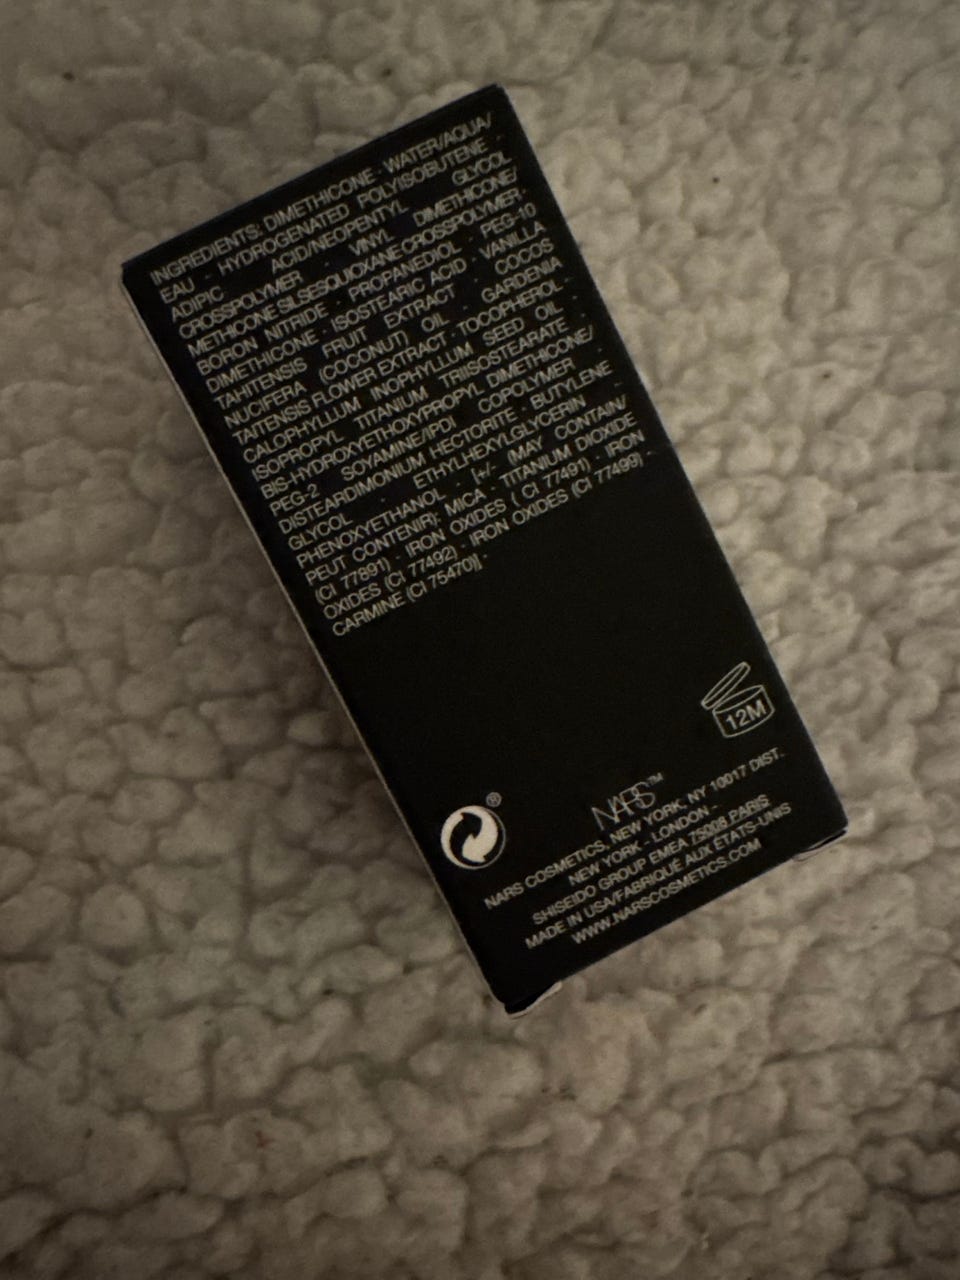 INGREDIENTS: DIMETHICONE · WATER/AQUA/
EAU · HYDROGENATED POLYISOBUTENE ·
ADIPIC ACID/NEOPENTYL GLYCOL
CROSSPOLYMER · VINYL DIMETHICONE/
METHICONE SILSESQUIOXANE CROSSPOLYMER ·
BORON NITRIDE · PROPANEDIOL · PEG-10
DIMETHICONE · ISOSTEARIC ACID · VANILLA
TAHITENSIS FRUIT EXTRACT · COCOS
NUCIFERA (COCONUT) OIL · GARDENIA
TAITENSIS FLOWER EXTRACT · TOCOPHEROL ·
CALOPHYLLUM INOPHYLLUM SEED OIL ·
ISOPROPYL TITANIUM TRIISOSTEARATE ·
BIS-HYDROXYETHOXYPROPYL DIMETHICONE/
PEG-2 SOYAMINE/IPDI COPOLYMER ·
DISTEARDIMONIUM HECTORITE · BUTYLENE
GLYCOL · ETHYLHEXYLGLYCERIN ·
PHENOXYETHANOL · [+/- (MAY CONTAIN/
PEUT CONTENIR): MICA · TITANIUM DIOXIDE
(CI 77891) · IRON OXIDES ( CI 77491) · IRON
OXIDES (CI 77492) · IRON OXIDES (CI 77499) ·
CARMINE (CI 75470)].
12M
®
NARS™
NARS COSMETICS, NEW YORK, NY 10017 DIST.
NEW YORK - LONDON -
SHISEIDO GROUP EMEA 75008 PARIS
MADE IN USA/FABRIQUÉ AUX ÉTATS-UNIS
WWW.NARSCOSMETICS.COM